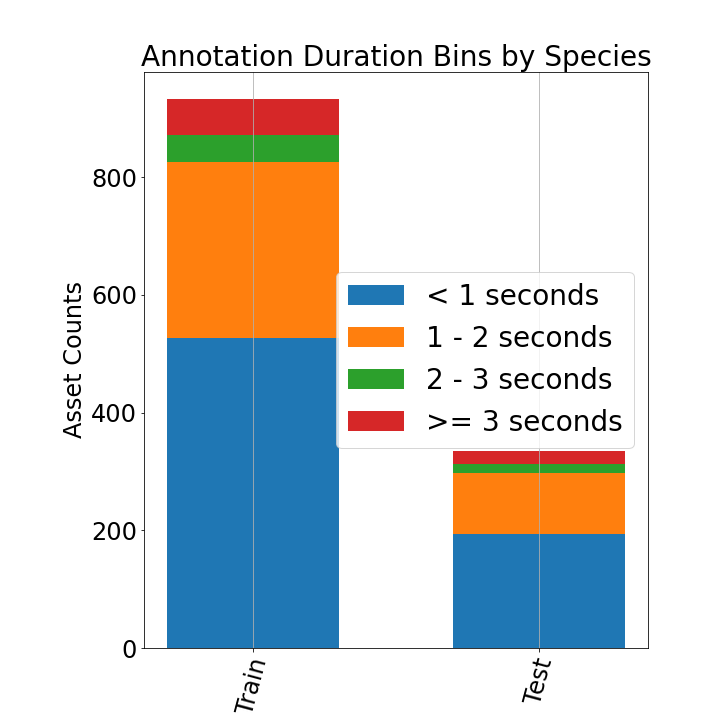 Annotation Duration Bins by Species
Asset Counts
800
600
400
200
0
< 1 seconds
1 - 2 seconds
2 - 3 seconds
>= 3 seconds
Train
Test